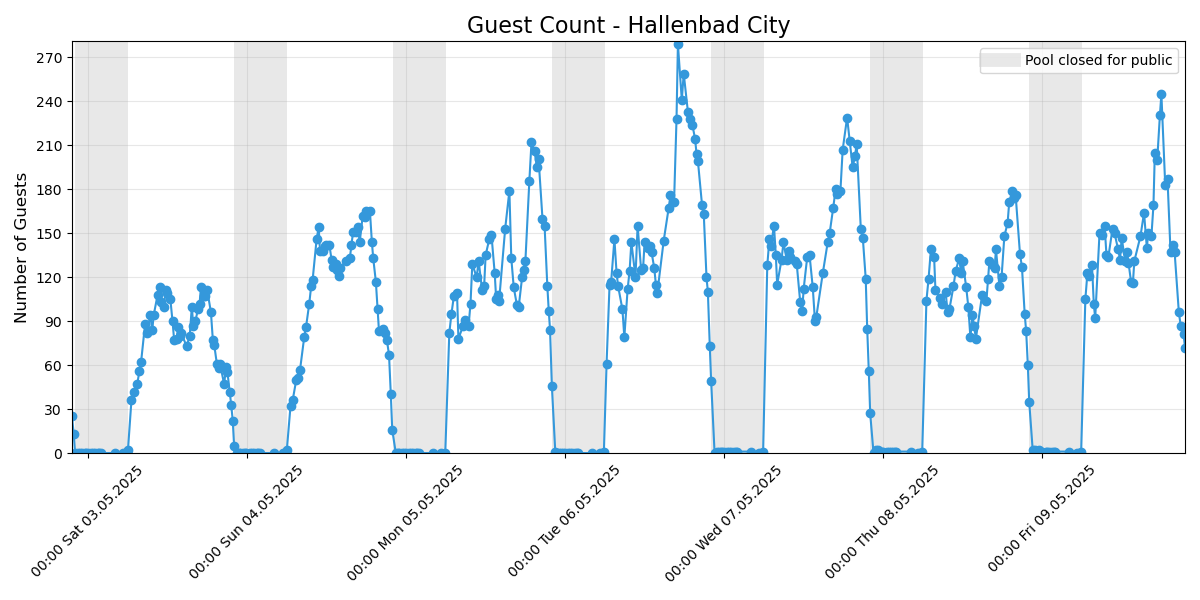 Guest Count - Hallenbad City
Pool closed for public
Number of Guests
270
240
210
180
150
120
90
60
30
0
00:00 Sat 03.05.2025
00:00 Sun 04.05.2025
00:00 Mon 05.05.2025
00:00 Tue 06.05.2025
00:00 Wed 07.05.2025
00:00 Thu 08.05.2025
00:00 Fri 09.05.2025